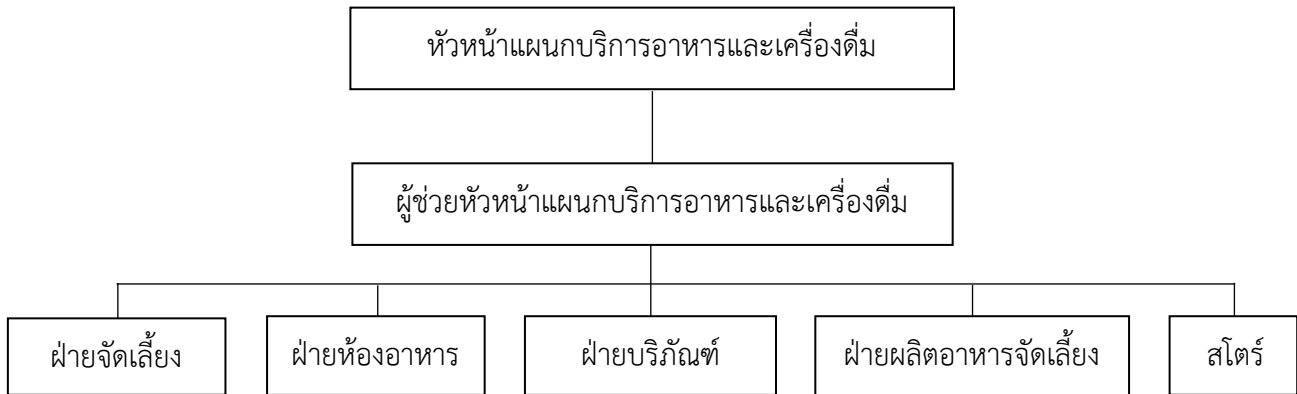 หัวหน้าแผนกบริการอาหารและเครื่องดื่ม
ผู้ช่วยหัวหน้าแผนกบริการอาหารและเครื่องดื่ม
ฝ่ายจัดเลี้ยง
ฝ่ายห้องอาหาร
ฝ่ายบริภัณฑ์
ฝ่ายผลิตอาหารจัดเลี้ยง
สโตร์